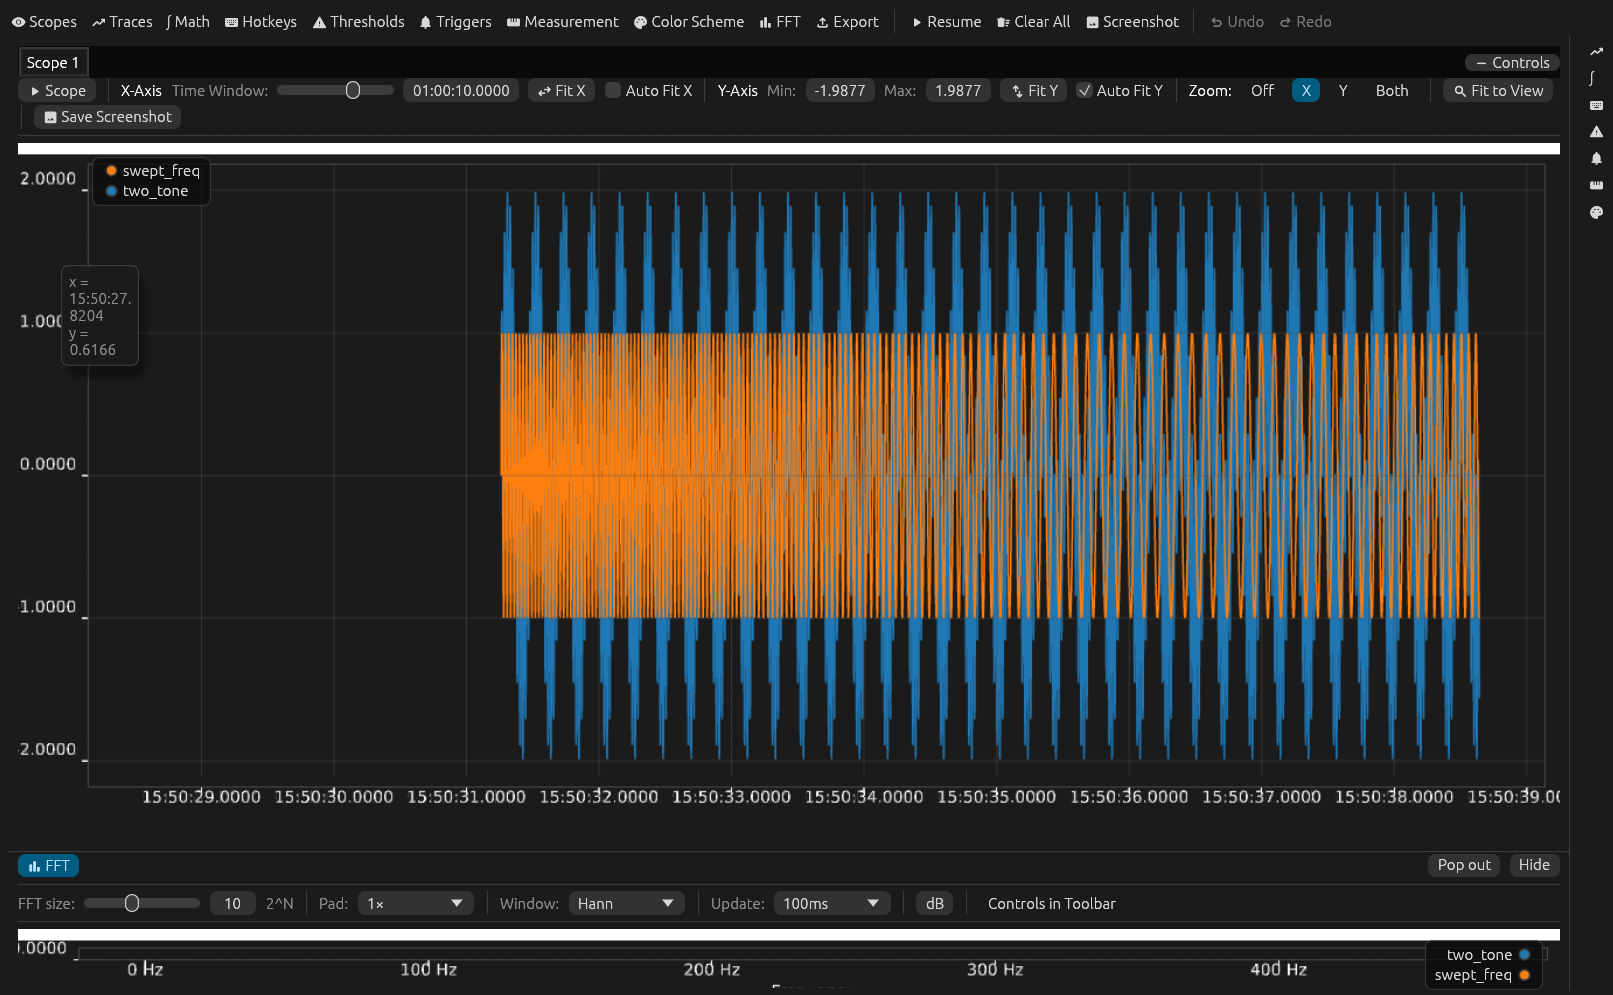 Scopes Traces ∫ Math Hotkeys Thresholds Triggers Measurement Color Scheme FFT Export Resume Clear All Screenshot Undo Redo
Scope 1
− Controls
Scope X-Axis Time Window: 01:00:10.0000 Fit X Auto Fit X Y-Axis Min: -1.9877 Max: 1.9877 Fit Y Auto Fit Y Zoom: Off X Y Both Fit to View
Save Screenshot
swept_freq
two_tone
2.0000
x =
15:50:27.
8204
y =
0.6166
1.000
0.0000
1.0000
2.0000
15:50:29.0000 15:50:30.0000 15:50:31.0000 15:50:32.0000 15:50:33.0000 15:50:34.0000 15:50:35.0000 15:50:36.0000 15:50:37.0000 15:50:38.0000 15:50:39.0
FFT Pop out Hide
FFT size: 10 2^N Pad: 1× Window: Hann Update: 100ms dB Controls in Toolbar
.0000
0 Hz 100 Hz 200 Hz 300 Hz 400 Hz
two_tone
swept_freq